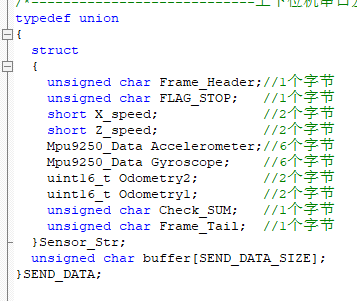 /*----------------------------上下位机串口
typedef union
{
struct
{
unsigned char Frame_Header;//1个字节
unsigned char FLAG_STOP; //1个字节
short X_speed; //2个字节
short Z_speed; //2个字节
Mpu9250_Data Accelerometer;//6个字节
Mpu9250_Data Gyroscope; //6个字节
uint16_t Odometry2; //2个字节
uint16_t Odometry1; //2个字节
unsigned char Check_SUM; //1个字节
unsigned char Frame_Tail; //1个字节
}Sensor_Str;
unsigned char buffer[SEND_DATA_SIZE];
}SEND_DATA;